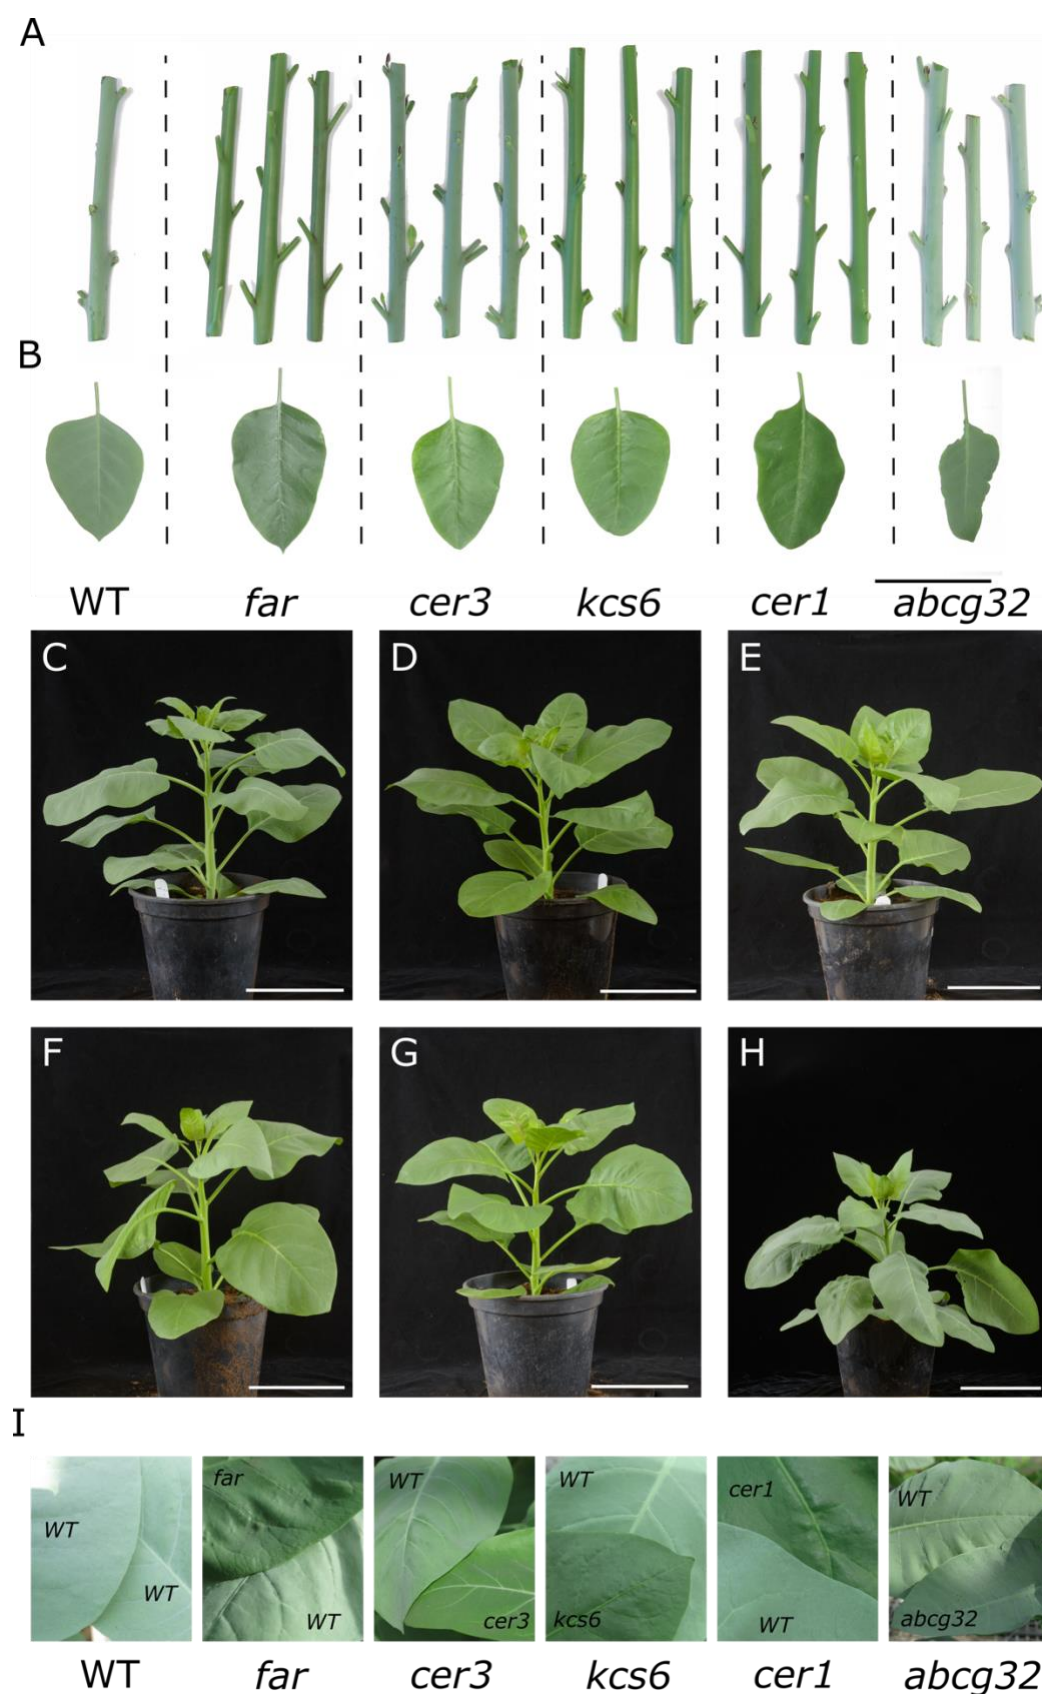 A
B
WT far cer3 kcs6 cer1 abcg32
C D E
F G H
I
WT WT
far WT
WT cer3
WT kcs6
cer1 WT
WT abcg32
WT far cer3 kcs6 cer1 abcg32